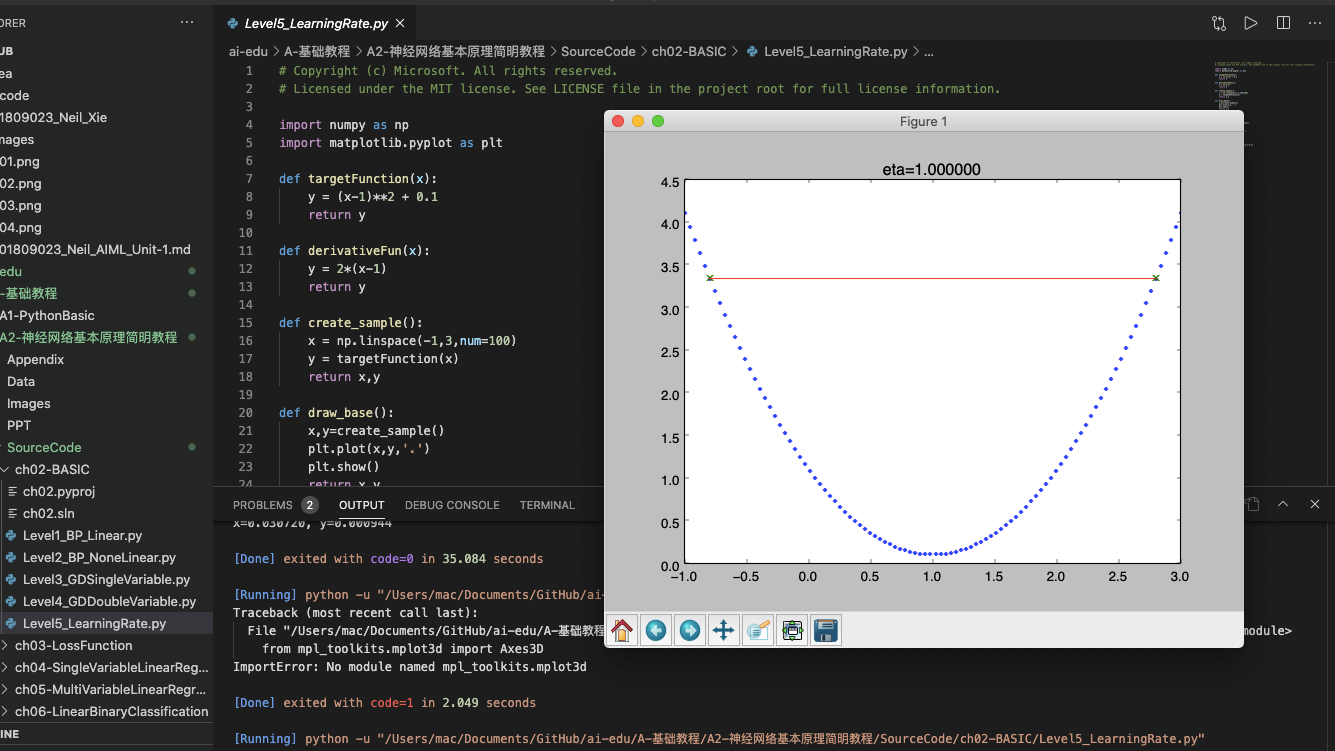 ORER
UB
ea
code
1809023_Neil_Xie
mages
01.png
02.png
03.png
04.png
01809023_Neil_AIML_Unit-1.md
edu
-基础教程
A1-PythonBasic
A2-神经网络基本原理简明教程
Appendix
Data
Images
PPT
SourceCode
ch02-BASIC
ch02.pyproj
ch02.sln
Level1_BP_Linear.py
Level2_BP_NoneLinear.py
Level3_GDSingleVariable.py
Level4_GDDoubleVariable.py
Level5_LearningRate.py
ch03-LossFunction
ch04-SingleVariableLinearReg...
ch05-MultiVariableLinearRegr...
ch06-LinearBinaryClassification
INE
Level5_LearningRate.py
ai-edu > A-基础教程 > A2-神经网络基本原理简明教程 > SourceCode > ch02-BASIC > Level5_LearningRate.py > ...
1 # Copyright (c) Microsoft. All rights reserved.
2 # Licensed under the MIT license. See LICENSE file in the project root for full license information.
3
4 import numpy as np
5 import matplotlib.pyplot as plt
6
7 def targetFunction(x):
8 y = (x-1)**2 + 0.1
9 return y
10
11 def derivativeFun(x):
12 y = 2*(x-1)
13 return y
14
15 def create_sample():
16 x = np.linspace(-1,3,num=100)
17 y = targetFunction(x)
18 return x,y
19
20 def draw_base():
21 x,y=create_sample()
22 plt.plot(x,y,'.')
23 plt.show()
24 return x,y
PROBLEMS 2 OUTPUT DEBUG CONSOLE TERMINAL
x=0.030720, y=0.000944
[Done] exited with code=0 in 35.084 seconds
[Running] python -u "/Users/mac/Documents/GitHub/ai-
Traceback (most recent call last):
File "/Users/mac/Documents/GitHub/ai-edu/A-基础教程
module>
from mpl_toolkits.mplot3d import Axes3D
ImportError: No module named mpl_toolkits.mplot3d
[Done] exited with code=1 in 2.049 seconds
[Running] python -u "/Users/mac/Documents/GitHub/ai-edu/A-基础教程/A2-神经网络基本原理简明教程/SourceCode/ch02-BASIC/Level5_LearningRate.py"
Figure 1
eta=1.000000
4.5
4.0
3.5
3.0
2.5
2.0
1.5
1.0
0.5
0.0
-1.0 -0.5 0.0 0.5 1.0 1.5 2.0 2.5 3.0